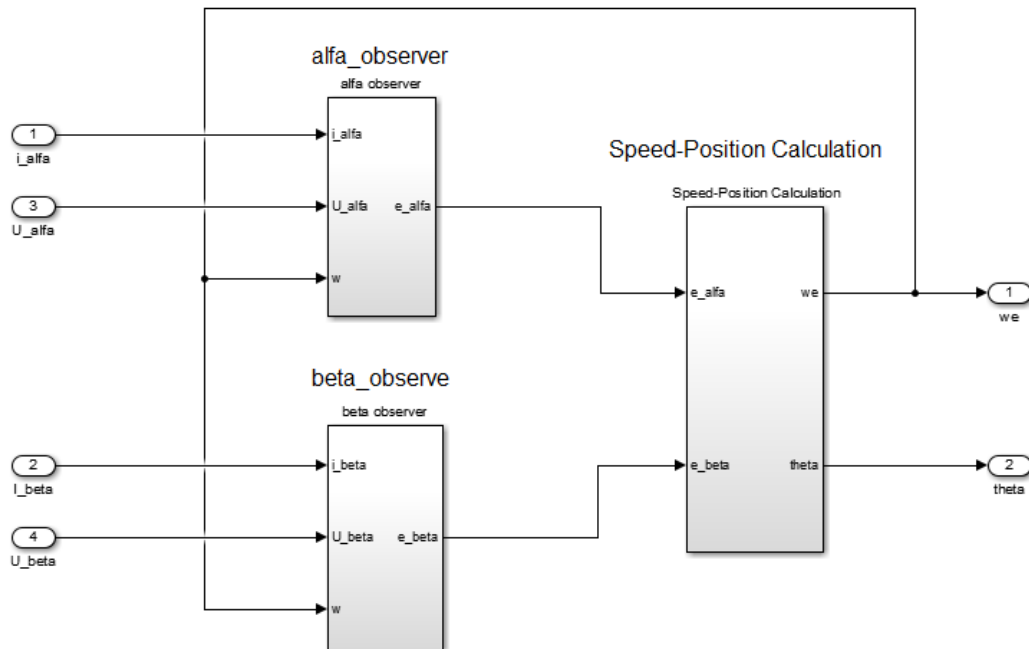 alfa_observer
alfa observer
1
i_alfa
i_alfa
3
U_alfa
U_alfa
e_alfa
w
Speed-Position Calculation
Speed-Position Calculation
e_alfa
we
1
we
e_beta
theta
2
theta
beta_observe
beta observer
2
I_beta
i_beta
4
U_beta
U_beta
e_beta
w